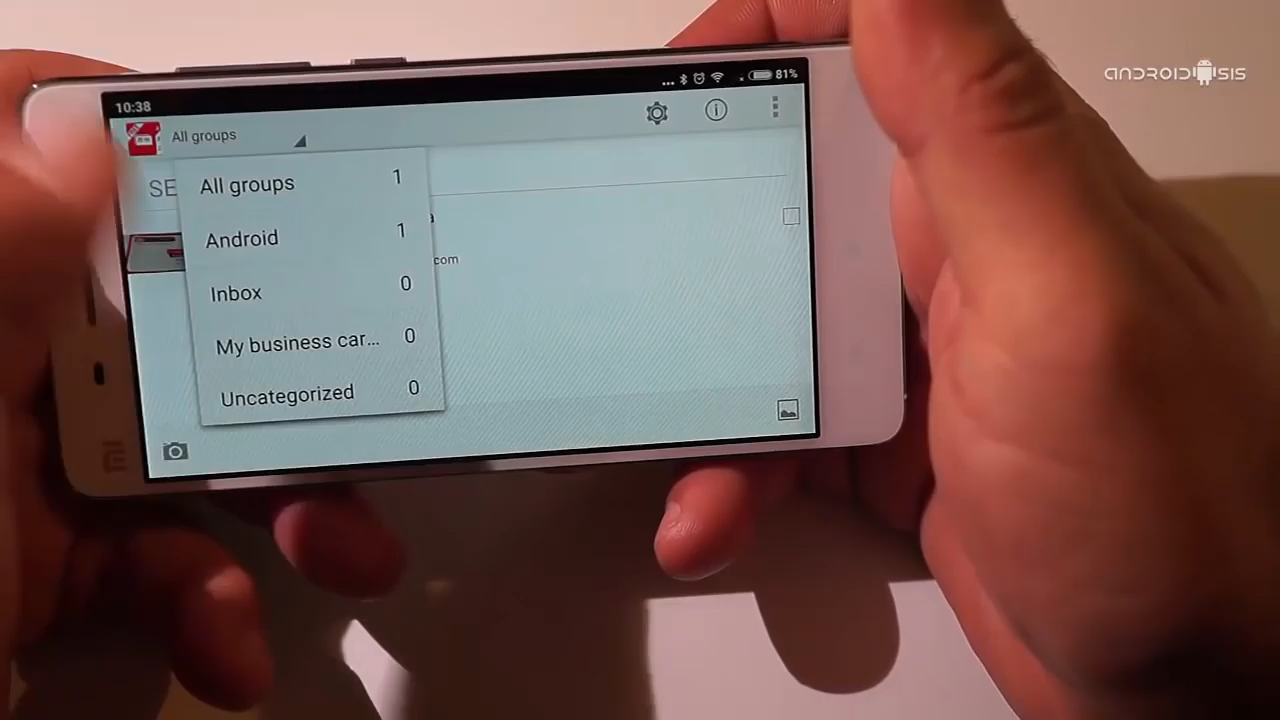 ANDROIDSIS
10:38
81%
All groups
SE
All groups 1
Android 1
com
Inbox 0
My business car... 0
Uncategorized 0